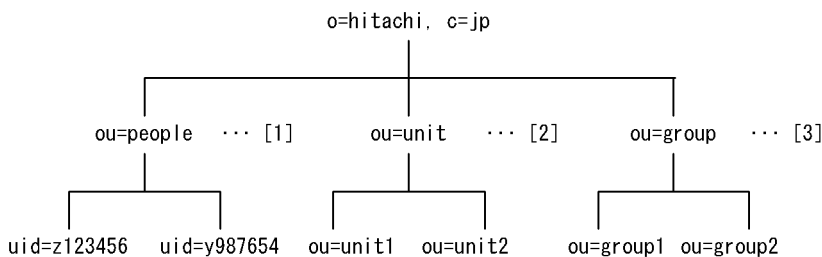 o=hitachi, c=jp
ou=people ··· [1] ou=unit ··· [2] ou=group ··· [3]
uid=z123456 uid=y987654 ou=unit1 ou=unit2 ou=group1 ou=group2